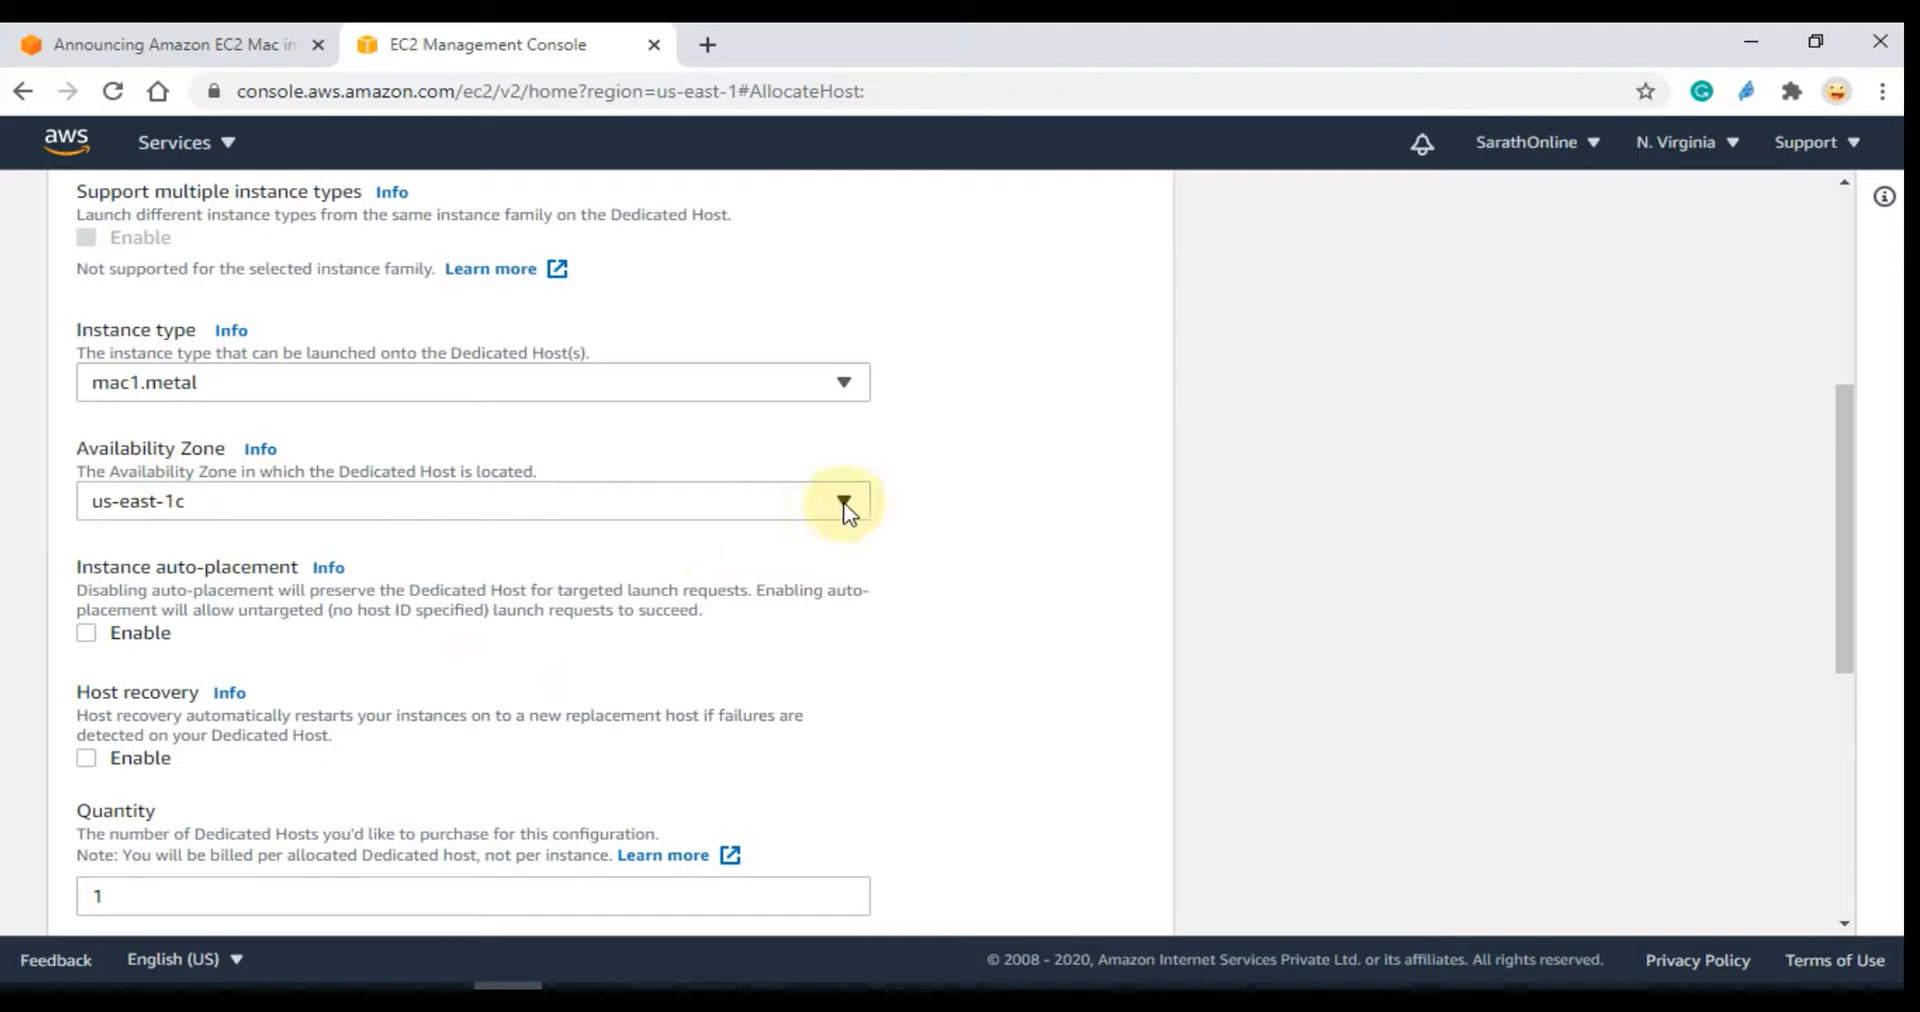 Announcing Amazon EC2 Mac in
EC2 Management Console
console.aws.amazon.com/ec2/v2/home?region=us-east-1#AllocateHost:
aws
Services
SarathOnline
N. Virginia
Support
Support multiple instance types Info
Launch different instance types from the same instance family on the Dedicated Host.
Enable
Not supported for the selected instance family. Learn more
Instance type Info
The instance type that can be launched onto the Dedicated Host(s).
mac1.metal
Availability Zone Info
The Availability Zone in which the Dedicated Host is located.
us-east-1c
Instance auto-placement Info
Disabling auto-placement will preserve the Dedicated Host for targeted launch requests. Enabling auto-
placement will allow untargeted (no host ID specified) launch requests to succeed.
Enable
Host recovery Info
Host recovery automatically restarts your instances on to a new replacement host if failures are
detected on your Dedicated Host.
Enable
Quantity
The number of Dedicated Hosts you'd like to purchase for this configuration.
Note: You will be billed per allocated Dedicated host, not per instance. Learn more
1
Feedback
English (US)
© 2008 - 2020, Amazon Internet Services Private Ltd. or its affiliates. All rights reserved.
Privacy Policy
Terms of Use